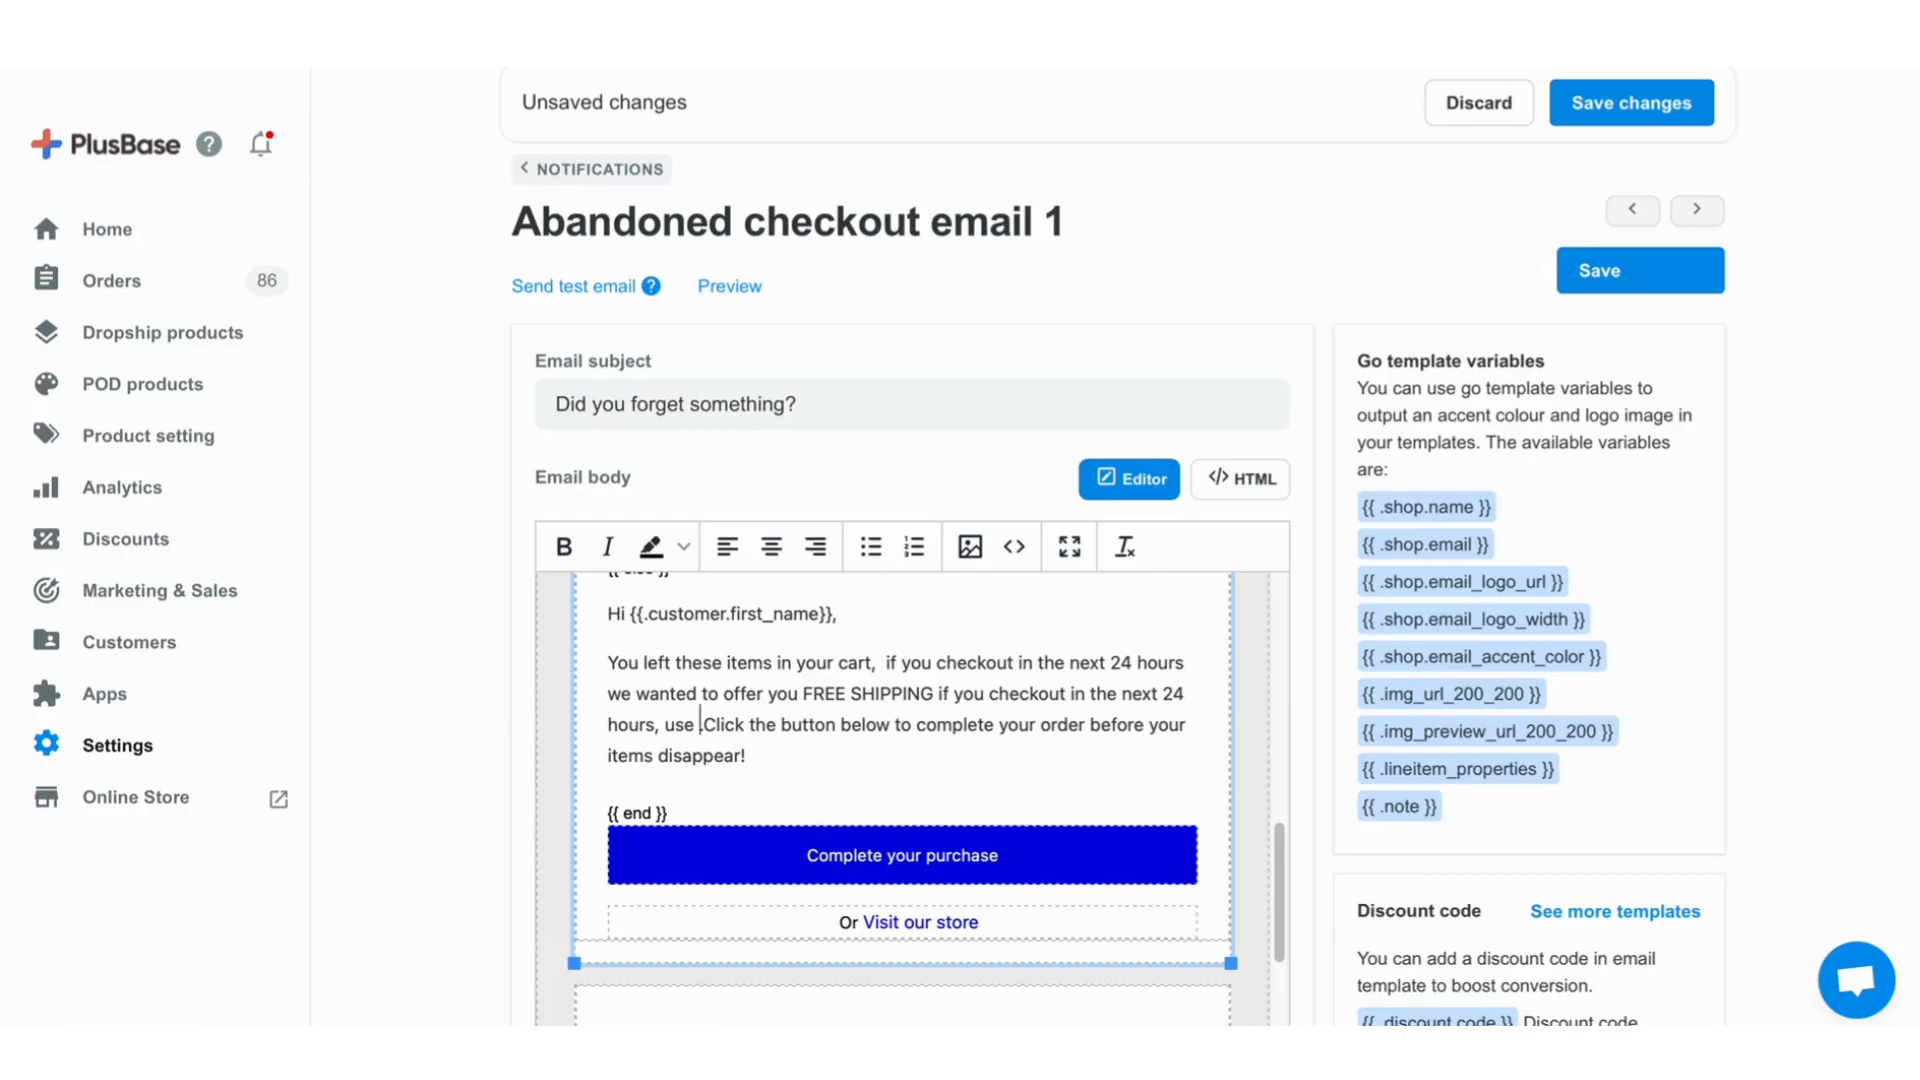 Unsaved changes
Discard
Save changes
PlusBase
?
NOTIFICATIONS
Abandoned checkout email 1
Save
Send test email ?
Preview
Home
Orders 86
Dropship products
POD products
Product setting
Analytics
Discounts
Marketing & Sales
Customers
Apps
Settings
Online Store
Email subject
Did you forget something?
Email body
Editor
</> HTML
B I
{{ else }}
Hi {{.customer.first_name}},
You left these items in your cart,  if you checkout in the next 24 hours
we wanted to offer you FREE SHIPPING if you checkout in the next 24
hours, use .Click the button below to complete your order before your
items disappear!
{{ end }}
Complete your purchase
Or Visit our store
Go template variables
You can use go template variables to
output an accent colour and logo image in
your templates. The available variables
are:
{{ .shop.name }}
{{ .shop.email }}
{{ .shop.email_logo_url }}
{{ .shop.email_logo_width }}
{{ .shop.email_accent_color }}
{{ .img_url_200_200 }}
{{ .img_preview_url_200_200 }}
{{ .lineitem_properties }}
{{ .note }}
Discount code
See more templates
You can add a discount code in email
template to boost conversion.
{{ .discount.code }} Discount code